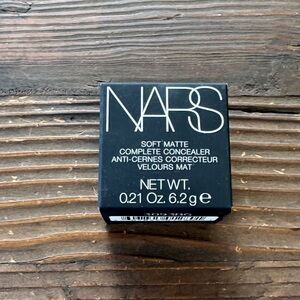 NARS
SOFT MATTE
COMPLETE CONCEALER
ANTI-CERNES CORRECTEUR
VELOURS MAT
NET WT.
0.21 Oz. 6.2g e